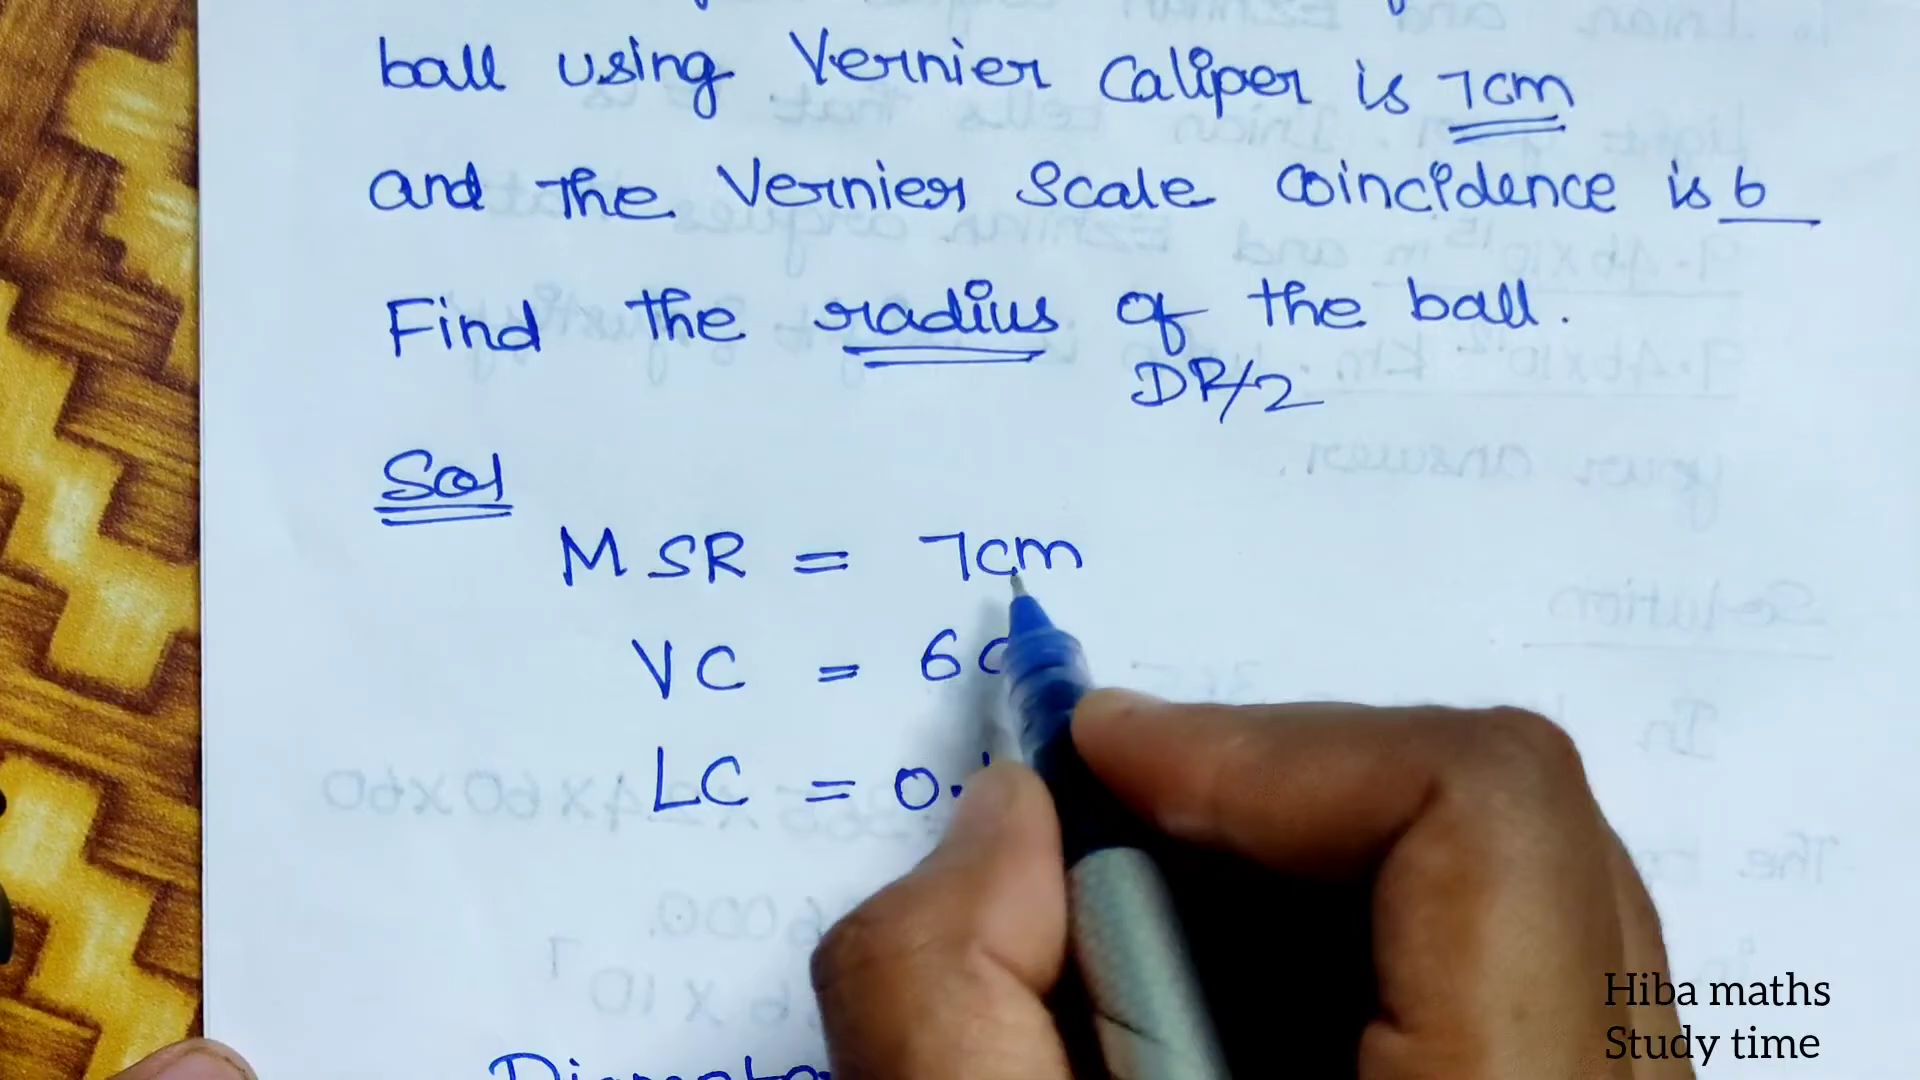 ball using Vernier Caliper is 7cm
and the Vernier Scale coincidence is 6
Find the radius of the ball.
DR/2
Sol
MSR = 7cm
VC = 6
LC = 0.
Hiba maths
Study time